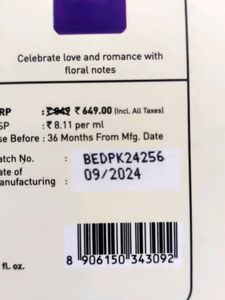 Celebrate love and romance with
floral notes
RP : ₹ 849 ₹ 649.00 (Incl. All Taxes)
SP : ₹ 8.11 per ml
se Before : 36 Months From Mfg. Date
atch No. : BEDPK24256
ate of
anufacturing : 09/2024
8 906150 343092 >
fl. oz.